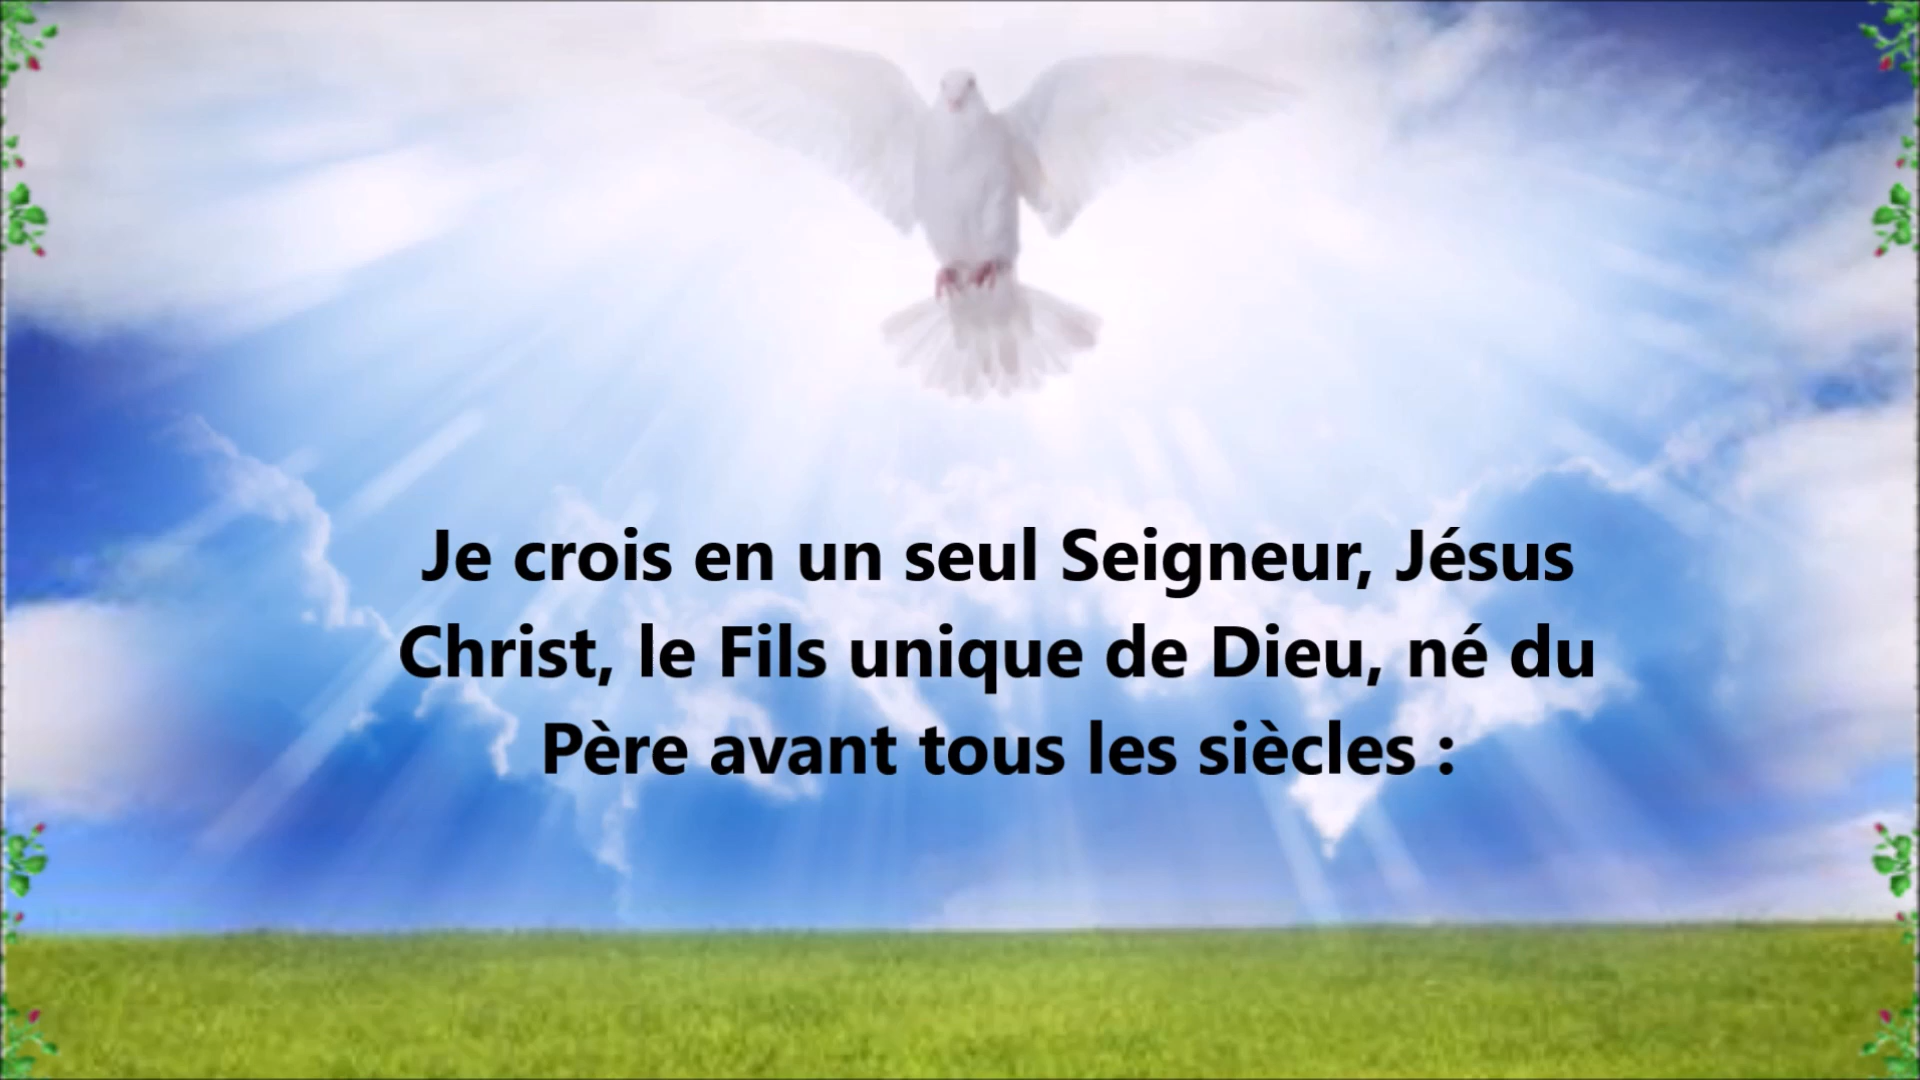 Je crois en un seul Seigneur, Jésus
Christ, le Fils unique de Dieu, né du
Père avant tous les siècles :